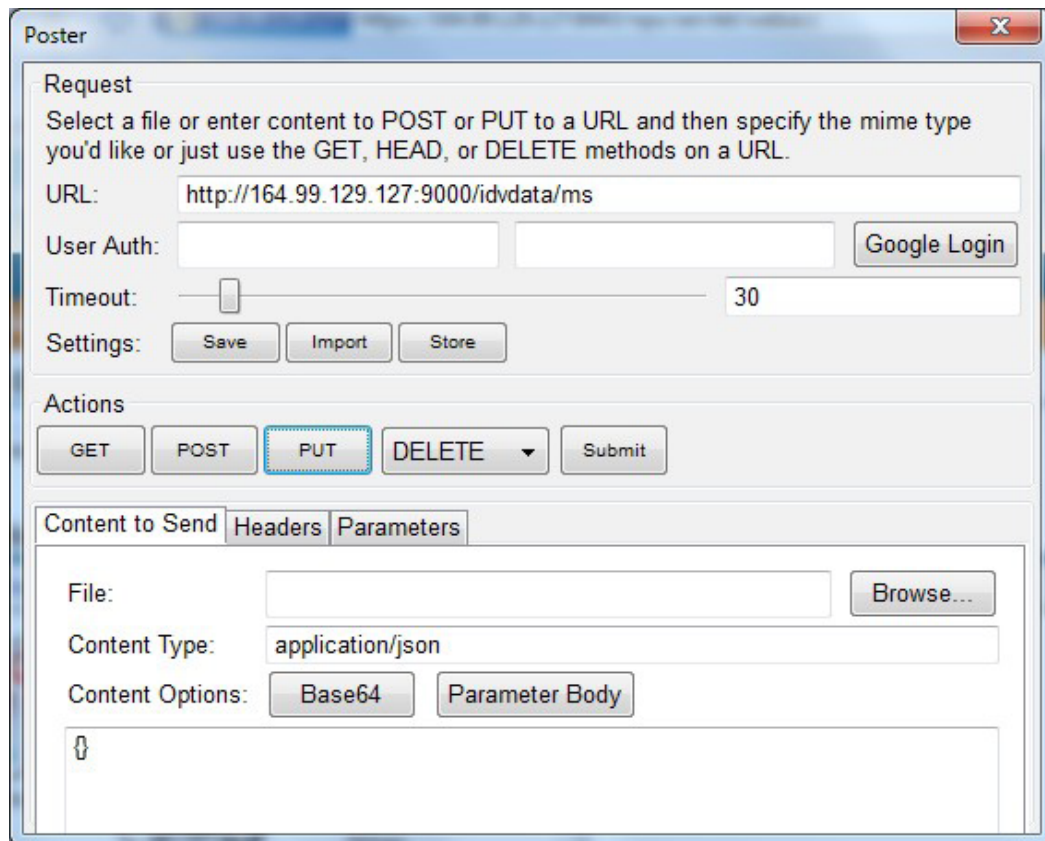 Poster
Request
Select a file or enter content to POST or PUT to a URL and then specify the mime type
you'd like or just use the GET, HEAD, or DELETE methods on a URL.
URL: http://164.99.129.127:9000/idvdata/ms
User Auth: Google Login
Timeout: 30
Settings: Save Import Store
Actions
GET POST PUT DELETE Submit
Content to Send Headers Parameters
File: Browse...
Content Type: application/json
Content Options: Base64 Parameter Body
{}